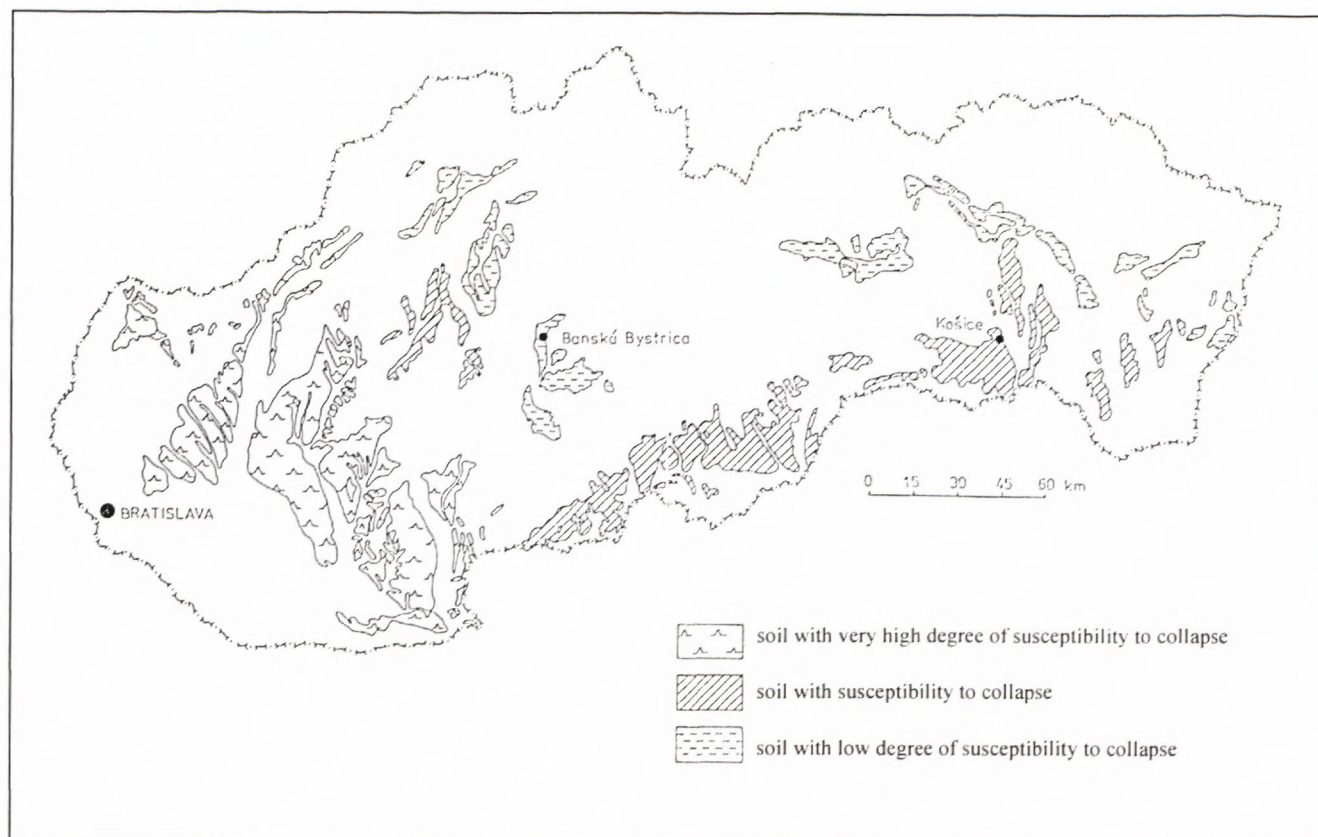 Banská Bystrica
Košice
BRATISLAVA
0 15 30 45 60 km
soil with very high degree of susceptibility to collapse
soil with susceptibility to collapse
soil with low degree of susceptibility to collapse